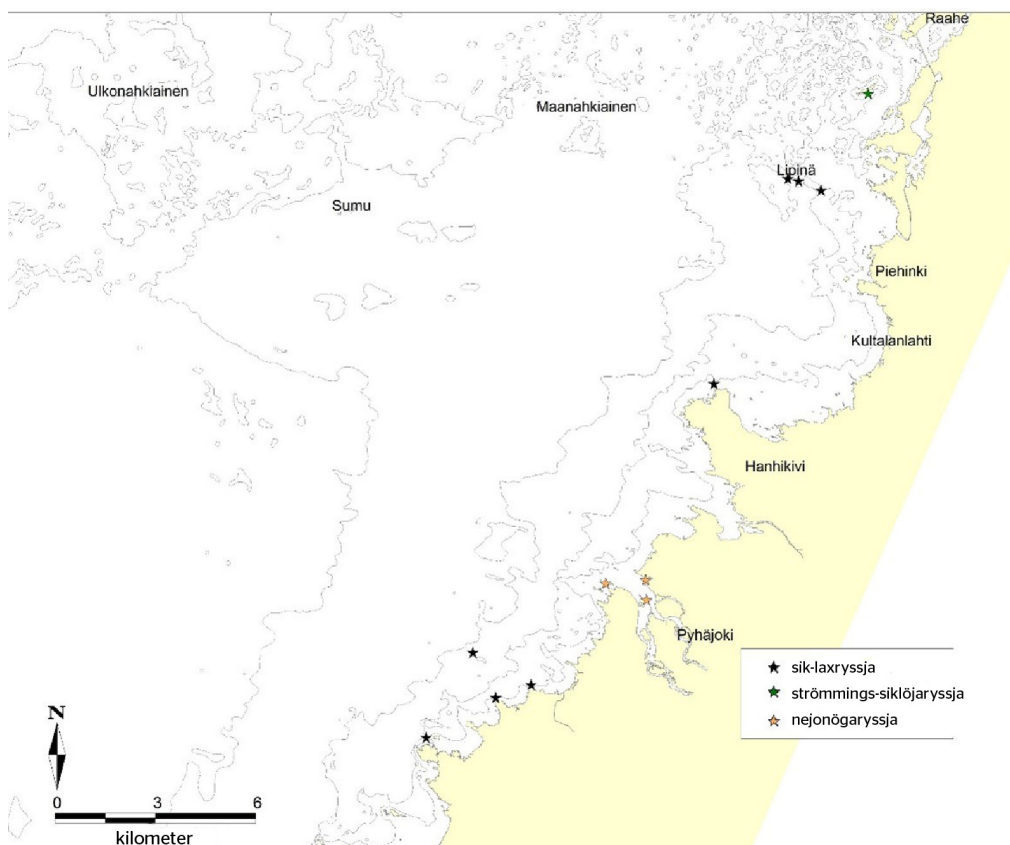 Raahe
Ulkonahkiainen
Maanahkiainen
Lipinä
Sumu
Piehinki
Kultalanlahti
Hanhikivi
Pyhäjoki
sik-laxryssja
strömmings-siklöjaryssja
nejonögaryssja
N
0 3 6
kilometer